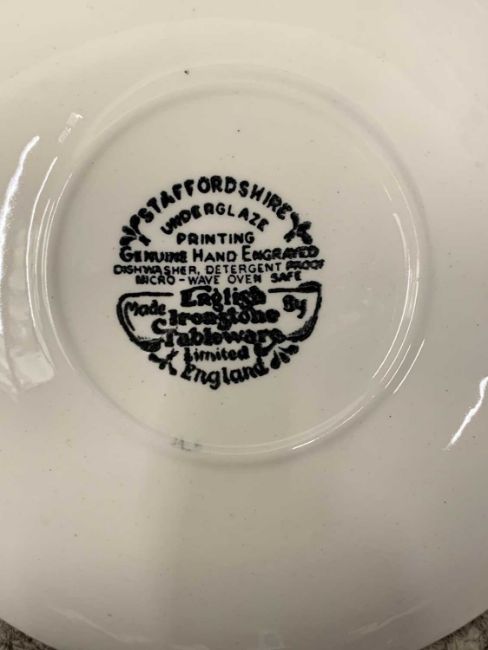 STAFFORDSHIRE
UNDERGLAZE
PRINTING
GENUINE HAND ENGRAVED
DISHWASHER, DETERGENT PROOF
MICRO-WAVE OVEN SAFE
Made English By
Ironstone
Tableware
Limited
England